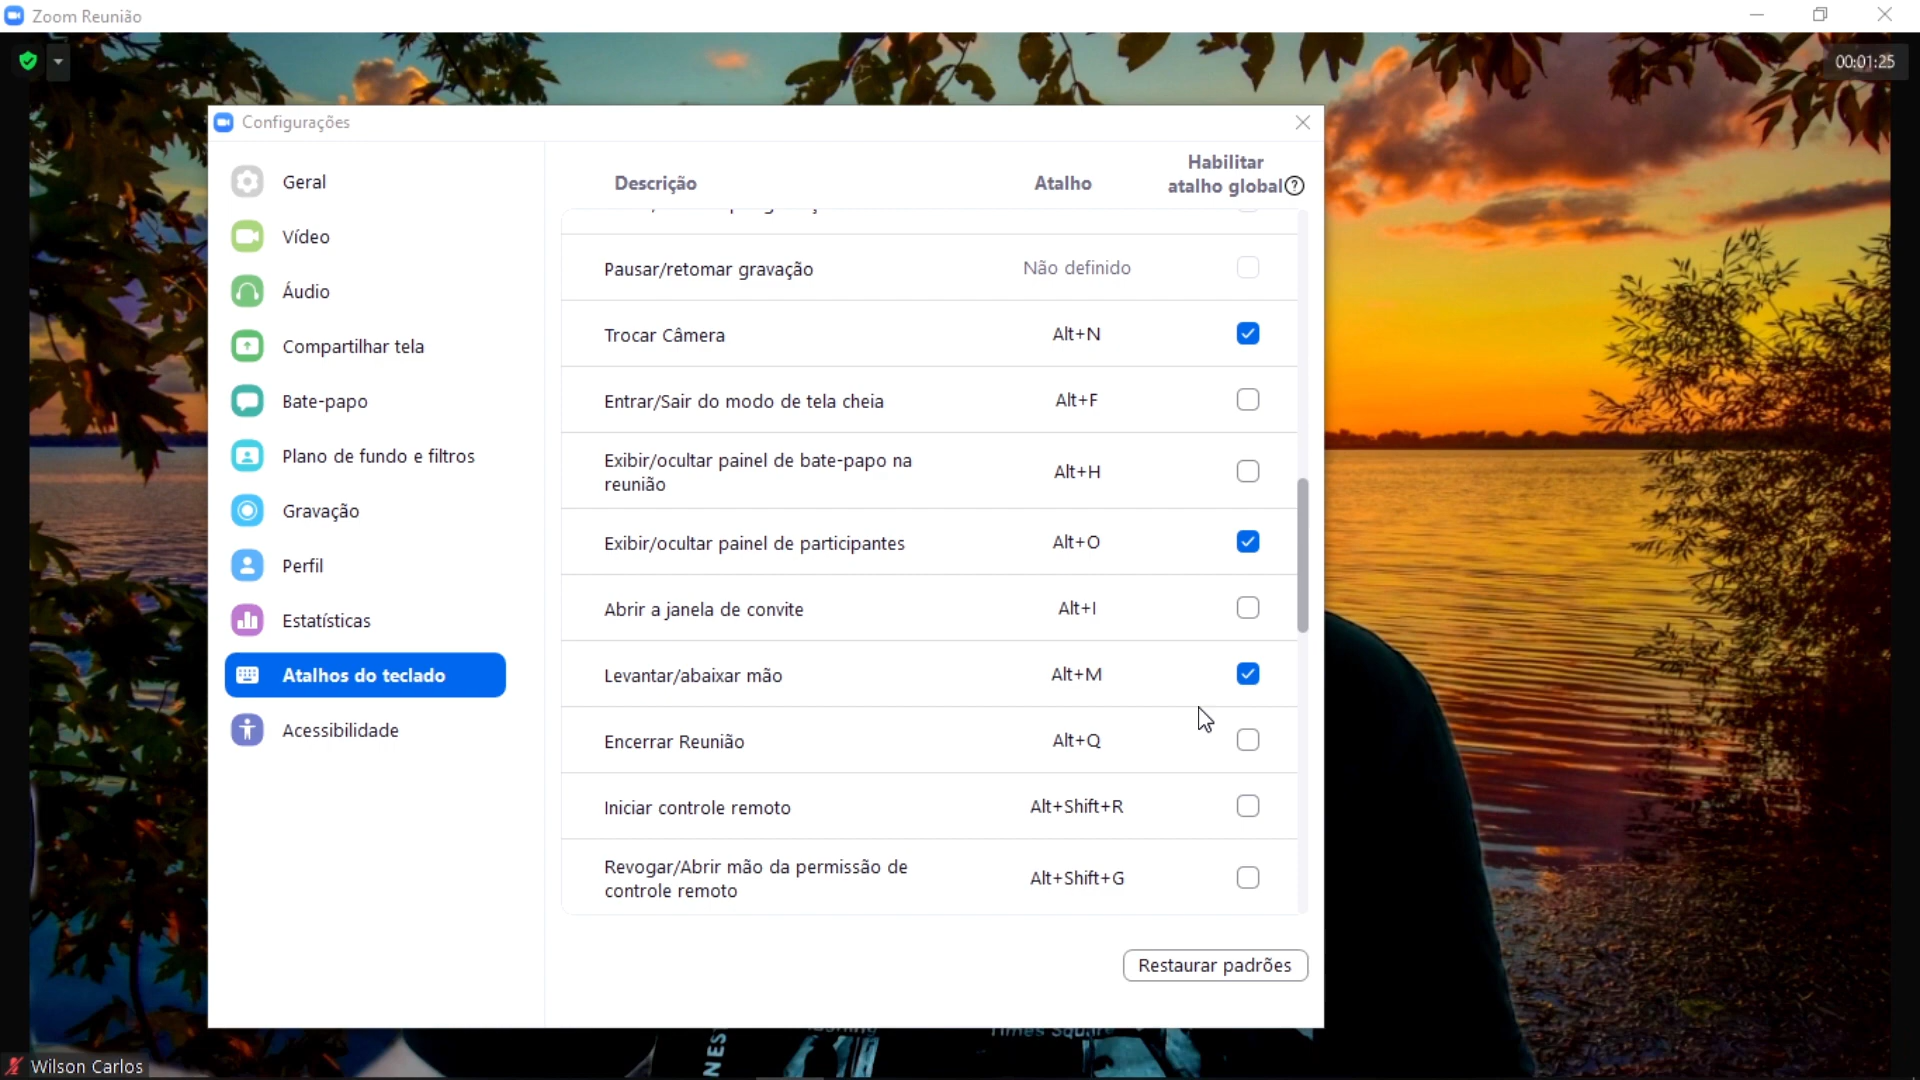 Zoom Reunião
00:01:25
Configurações
Geral
Vídeo
Áudio
Compartilhar tela
Bate-papo
Plano de fundo e filtros
Gravação
Perfil
Estatísticas
Atalhos do teclado
Acessibilidade
Descrição
Atalho
Habilitar
atalho global
?
Pausar/retomar gravação
Não definido
Trocar Câmera
Alt+N
Entrar/Sair do modo de tela cheia
Alt+F
Exibir/ocultar painel de bate-papo na
reunião
Alt+H
Exibir/ocultar painel de participantes
Alt+O
Abrir a janela de convite
Alt+I
Levantar/abaixar mão
Alt+M
Encerrar Reunião
Alt+Q
Iniciar controle remoto
Alt+Shift+R
Revogar/Abrir mão da permissão de
controle remoto
Alt+Shift+G
Restaurar padrões
Times Square
NES
Wilson Carlos